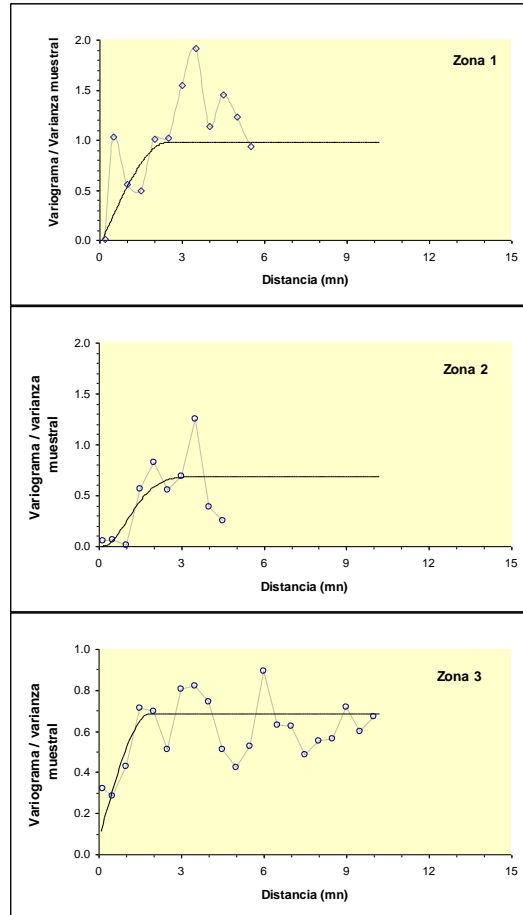 Zona 1
Variograma / Varianza muestral
2.0
1.5
1.0
0.5
0.0
0 3 6 9 12 15
Distancia (mn)
Zona 2
Variograma / varianza
muestral
2.0
1.5
1.0
0.5
0.0
0 3 6 9 12 15
Distancia (mn)
Zona 3
Variograma / varianza
muestral
1.0
0.8
0.6
0.4
0.2
0.0
0 3 6 9 12 15
Distancia (mn)